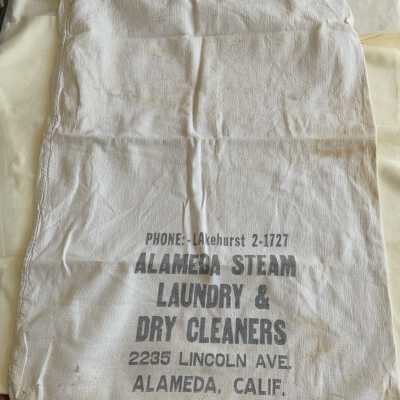 PHONE:-LAkehurst 2-1727
ALAMEDA STEAM
LAUNDRY &
DRY CLEANERS
2235 LINCOLN AVE.
ALAMEDA, CALIF.